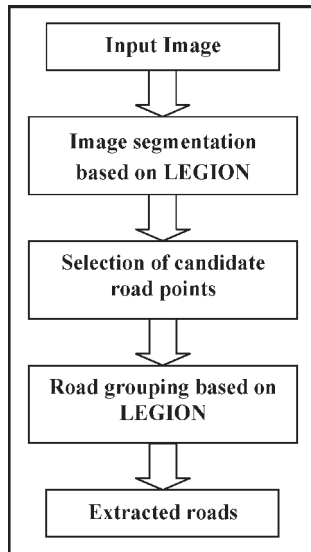 Input Image
Image segmentation
based on LEGION
Selection of candidate
road points
Road grouping based on
LEGION
Extracted roads